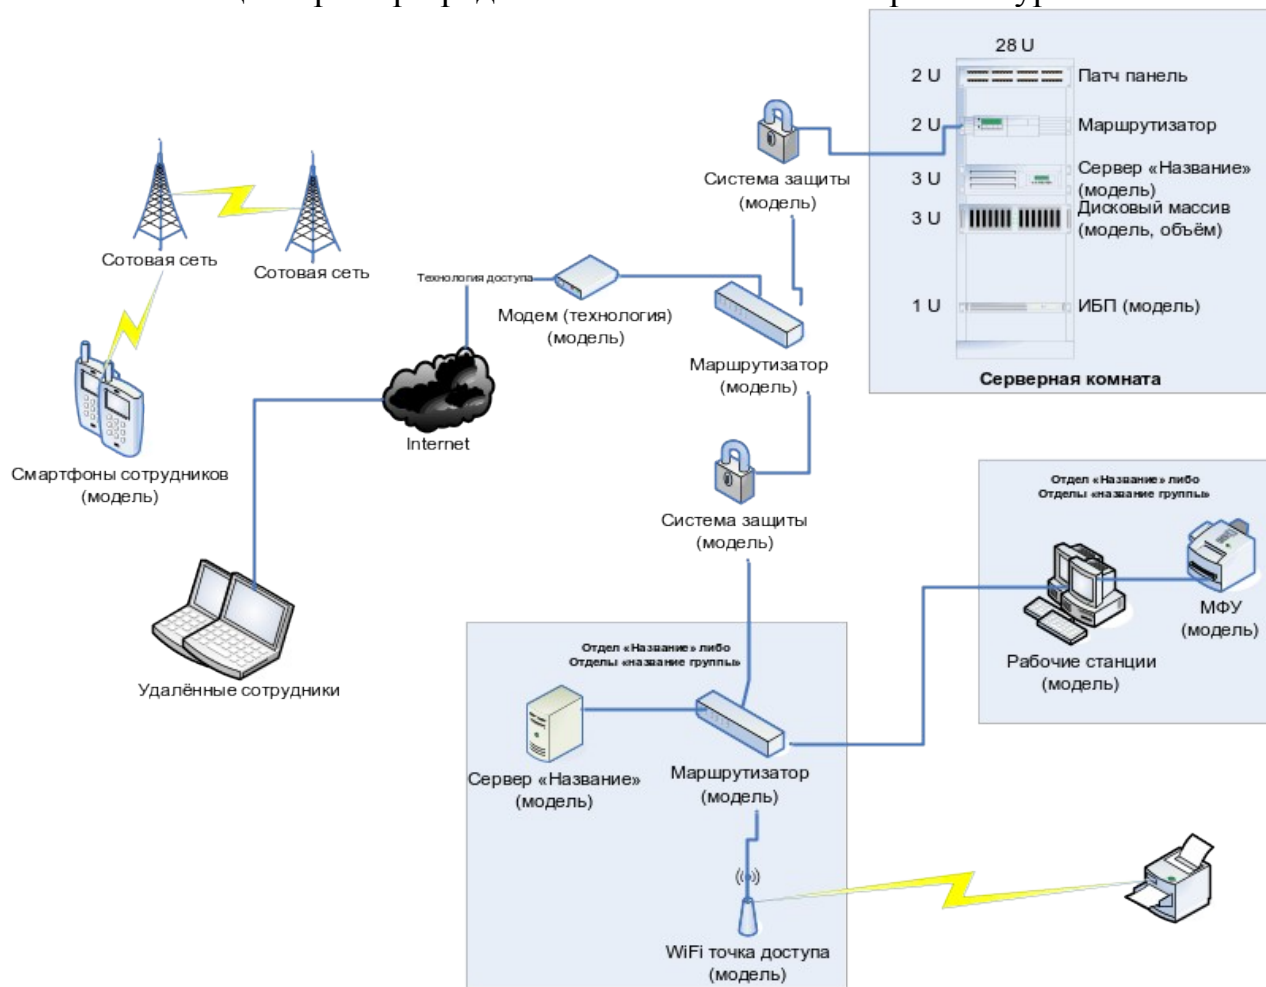 28 U
2 U
Патч панель
2 U
Маршрутизатор
3 U
Сервер «Название»
(модель)
3 U
Дисковый массив
(модель, объём)
1 U
ИБП (модель)
Серверная комната
Система защиты
(модель)
Сотовая сеть
Сотовая сеть
Технология доступа
Модем (технология)
(модель)
Маршрутизатор
(модель)
Internet
Смартфоны сотрудников
(модель)
Система защиты
(модель)
Отдел «Название» либо
Отделы «название группы»
МФУ
(модель)
Рабочие станции
(модель)
Удалённые сотрудники
Отдел «Название» либо
Отделы «название группы»
Сервер «Название»
(модель)
Маршрутизатор
(модель)
WiFi точка доступа
(модель)